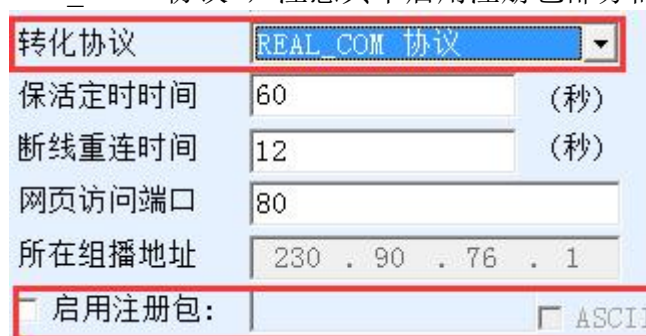 转化协议 REAL_COM 协议
保活定时时间 60 (秒)
断线重连时间 12 (秒)
网页访问端口 80
所在组播地址 230 . 90 . 76 . 1
启用注册包: ASCII